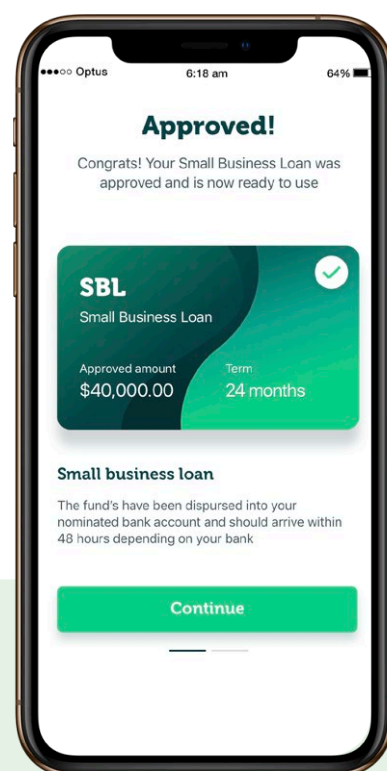 Optus 6:18 am 64%
Approved!
Congrats! Your Small Business Loan was
approved and is now ready to use
SBL
Small Business Loan
Approved amount Term
$40,000.00 24 months
Small business loan
The fund's have been dispursed into your
nominated bank account and should arrive within
48 hours depending on your bank
Continue